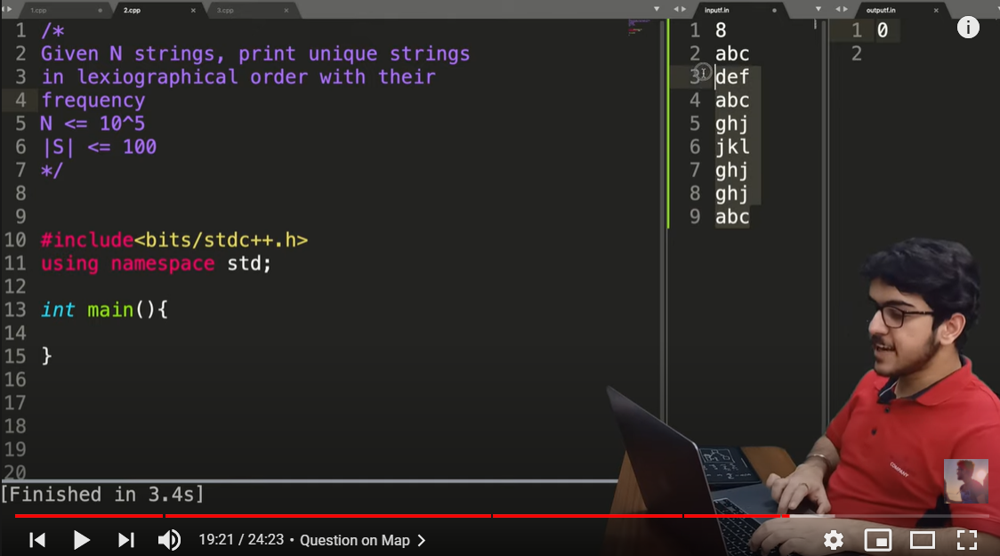 1.cpp
2.cpp
3.cpp
inputf.in
outputf.in
1 /*
2 Given N strings, print unique strings
3 in lexiographical order with their
4 frequency
5 N <= 10^5
6 |S| <= 100
7 */
8
9
10 #include<bits/stdc++.h>
11 using namespace std;
12
13 int main(){
14
15 }
16
17
18
19
20
1 8
2 abc
3 def
4 abc
5 ghj
6 jkl
7 ghj
8 ghj
9 abc
1 0
2
[Finished in 3.4s]
COMPANY
19:21 / 24:23 • Question on Map